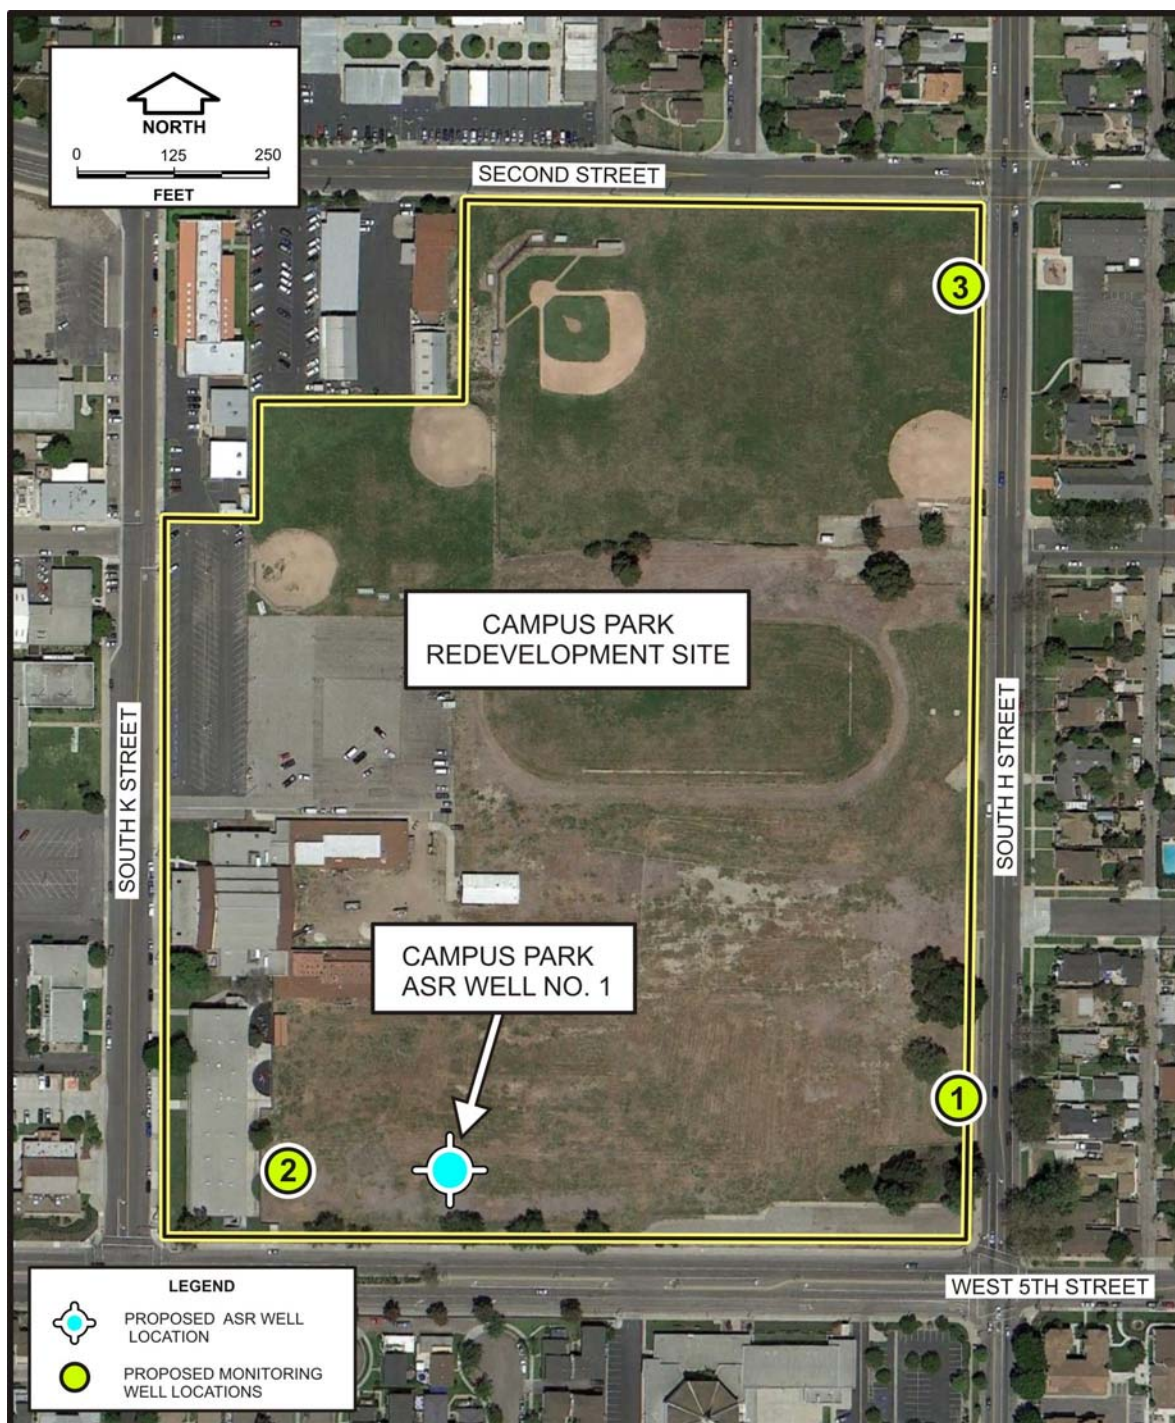 NORTH
0 125 250
FEET
SECOND STREET
3
CAMPUS PARK
REDEVELOPMENT SITE
SOUTH K STREET
SOUTH H STREET
CAMPUS PARK
ASR WELL NO. 1
1
2
WEST 5TH STREET
LEGEND
PROPOSED ASR WELL
LOCATION
PROPOSED MONITORING
WELL LOCATIONS